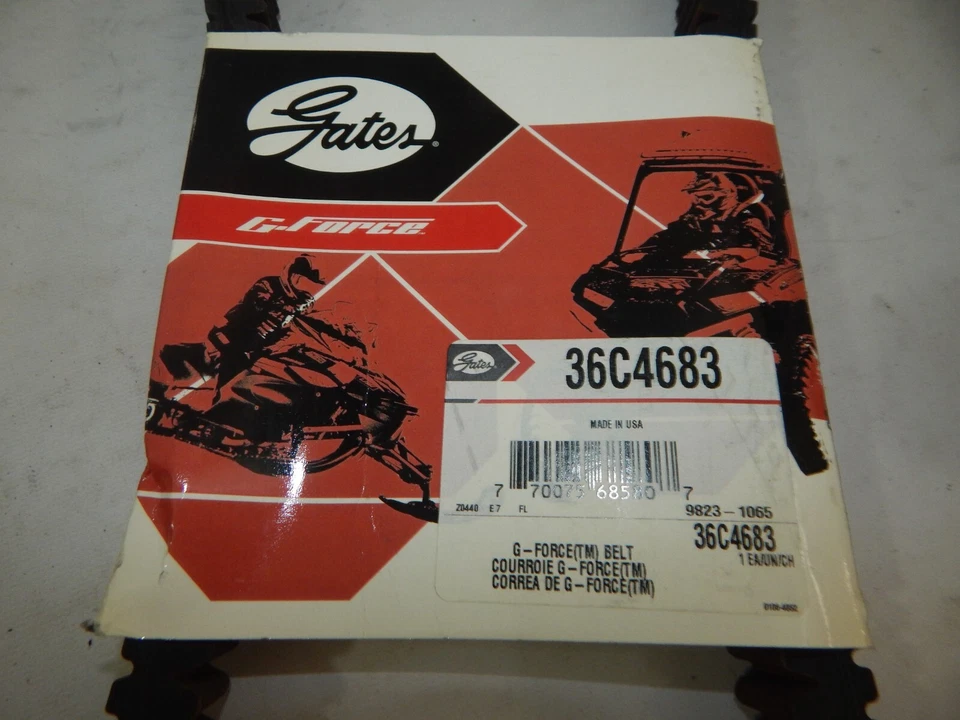 Gates
G-Force™
Gates
36C4683
MADE IN USA
7 70075 68580 7
Z0440 E7 FL
9823-1065
36C4683
1 EA/UN/CH
G-FORCE(TM) BELT
COURROIE G-FORCE(TM)
CORREA DE G-FORCE(TM)